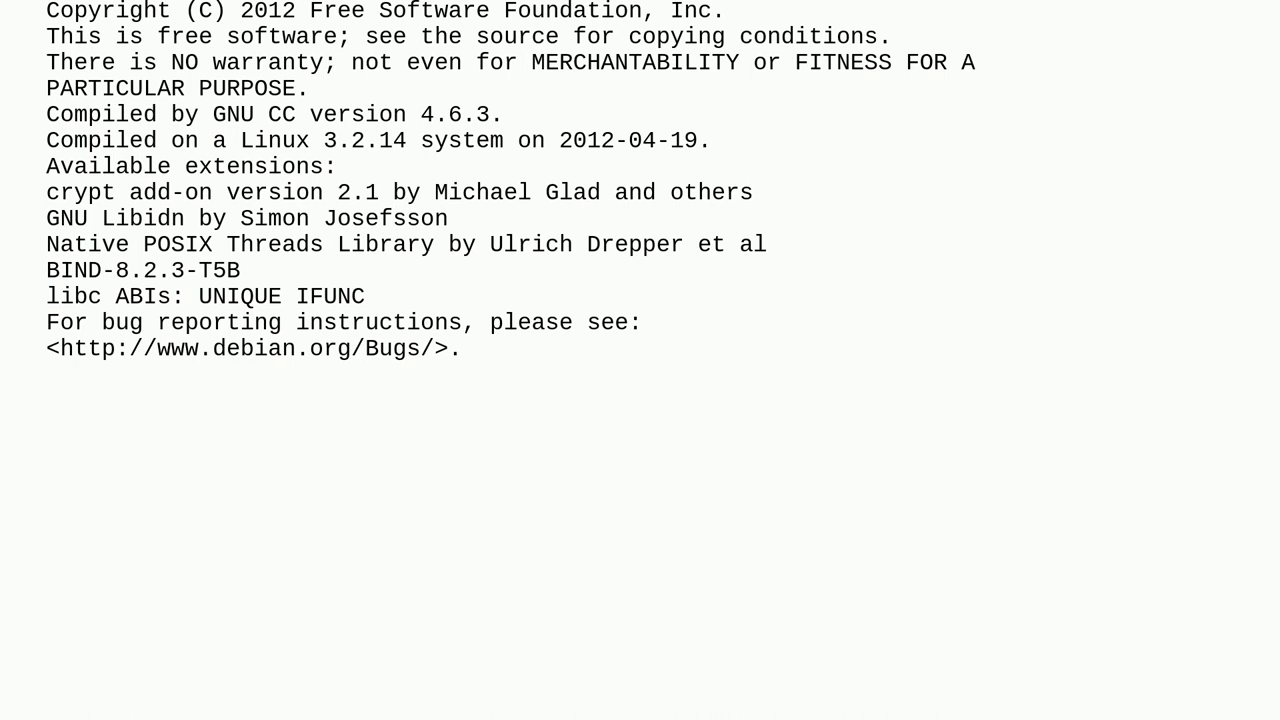 Copyright (C) 2012 Free Software Foundation, Inc.
This is free software; see the source for copying conditions.
There is NO warranty; not even for MERCHANTABILITY or FITNESS FOR A
PARTICULAR PURPOSE.
Compiled by GNU CC version 4.6.3.
Compiled on a Linux 3.2.14 system on 2012-04-19.
Available extensions:
crypt add-on version 2.1 by Michael Glad and others
GNU Libidn by Simon Josefsson
Native POSIX Threads Library by Ulrich Drepper et al
BIND-8.2.3-T5B
libc ABIs: UNIQUE IFUNC
For bug reporting instructions, please see:
<http://www.debian.org/Bugs/>.